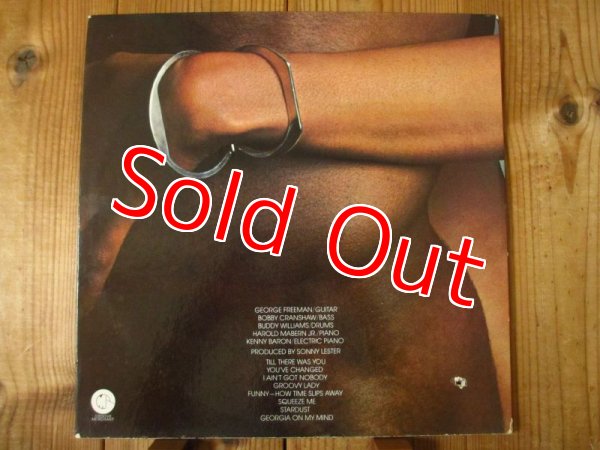 Sold Out
GEORGE FREEMAN/GUITAR
BOBBY CRANSHAW/BASS
BUDDY WILLIAMS/DRUMS
HAROLD MABERN JR./PIANO
KENNY BARON/ELECTRIC PIANO
PRODUCED BY SONNY LESTER
TILL THERE WAS YOU
YOU'VE CHANGED
I AIN'T GOT NOBODY
GROOVY LADY
FUNNY—HOW TIME SLIPS AWAY
SQUEEZE ME
STARDUST
GEORGIA ON MY MIND